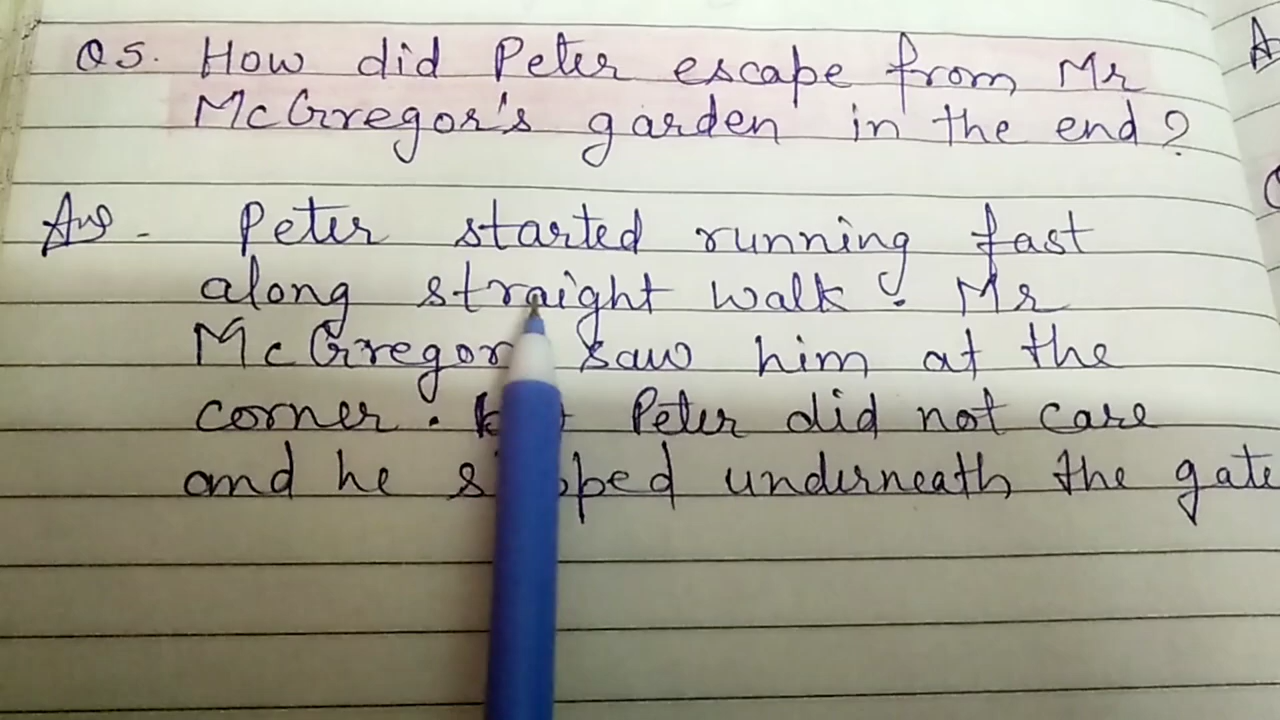 Q5. How did Peter escape from Mr
McGregor's garden in the end?
Ans - Peter started running fast
along straight walk. Mr
McGregor saw him at the
corner. Peter did not care
and he underneath the gate